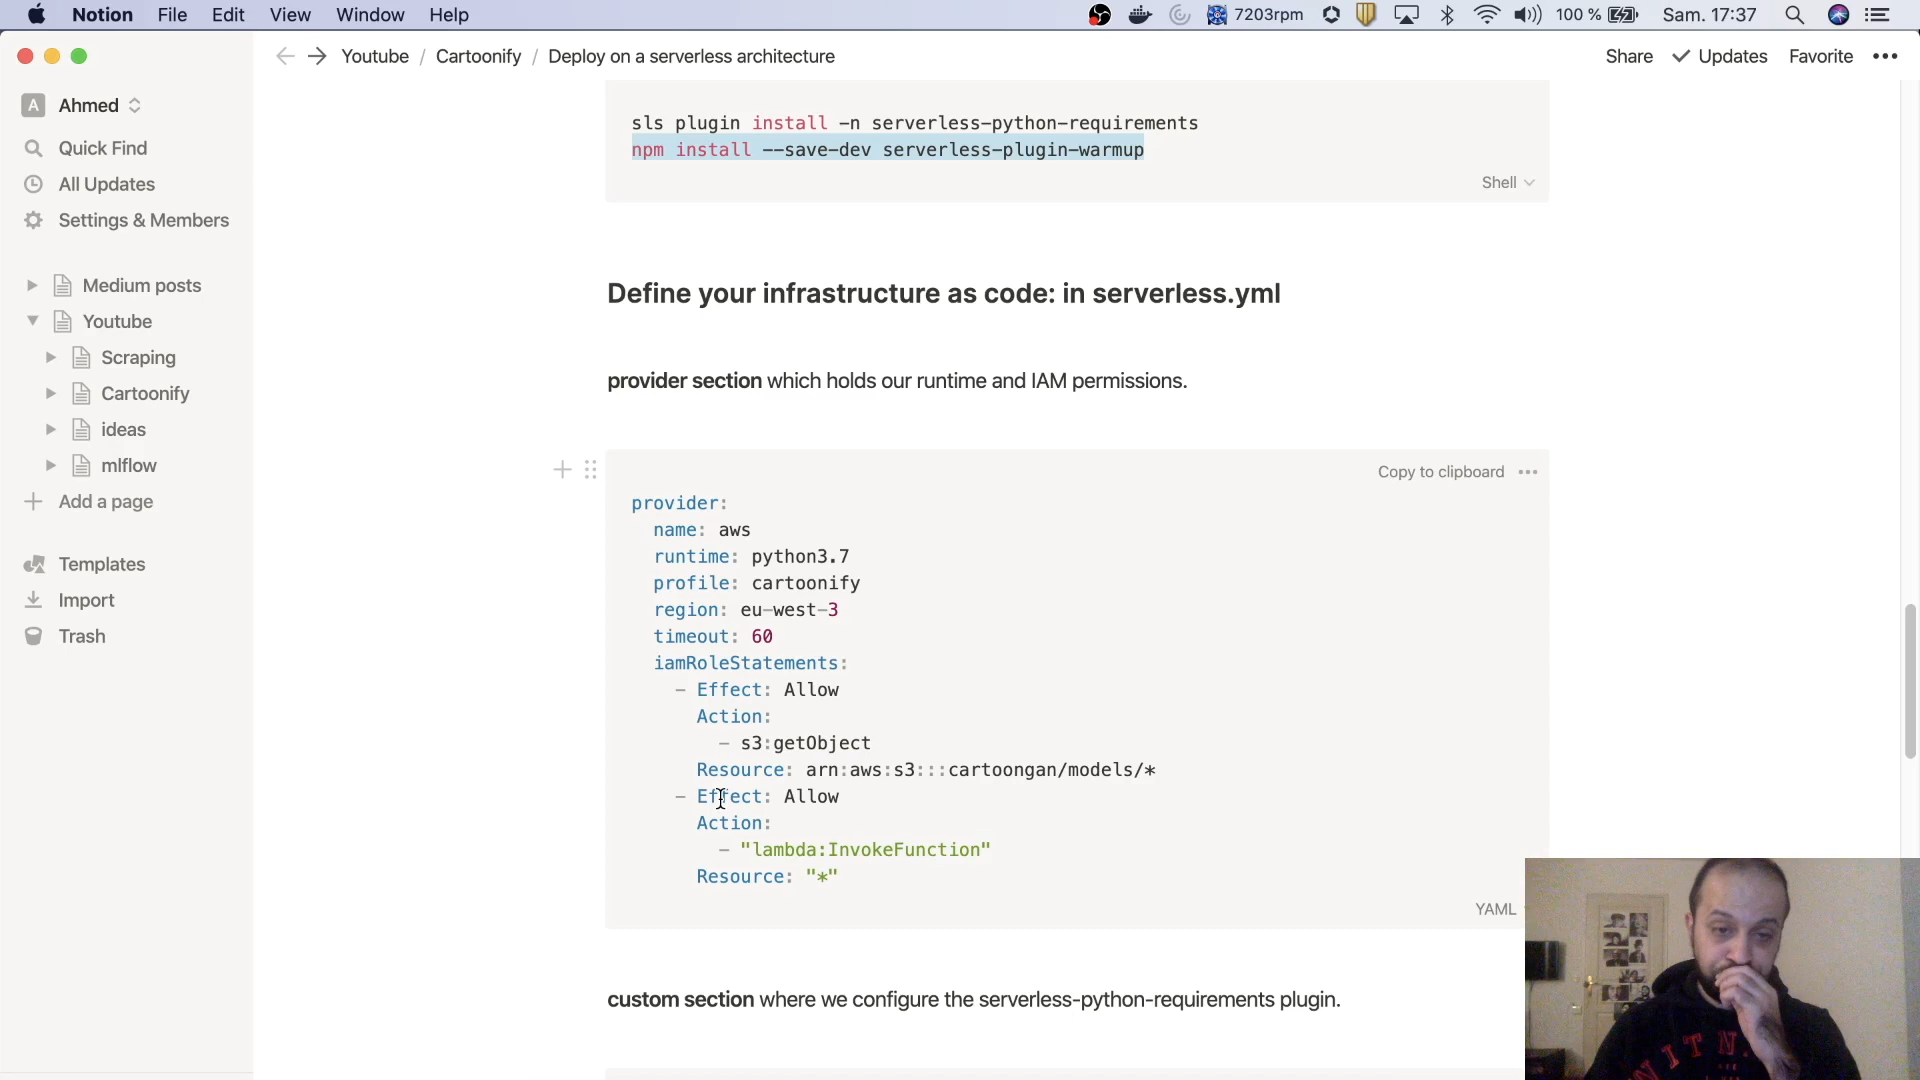 Notion File Edit View Window Help 7203rpm 100 % Sam. 17:37
Youtube / Cartoonify / Deploy on a serverless architecture Share Updates Favorite •••
A Ahmed
Quick Find
All Updates
Settings & Members
Medium posts
Youtube
Scraping
Cartoonify
ideas
mlflow
Add a page
Templates
Import
Trash
sls plugin install -n serverless-python-requirements
npm install --save-dev serverless-plugin-warmup
Shell
Define your infrastructure as code: in serverless.yml
provider section which holds our runtime and IAM permissions.
Copy to clipboard •••
provider:
name: aws
runtime: python3.7
profile: cartoonify
region: eu-west-3
timeout: 60
iamRoleStatements:
- Effect: Allow
Action:
- s3:getObject
Resource: arn:aws:s3:::cartoongan/models/*
- Effect: Allow
Action:
- "lambda:InvokeFunction"
Resource: "*"
YAML
custom section where we configure the serverless-python-requirements plugin.